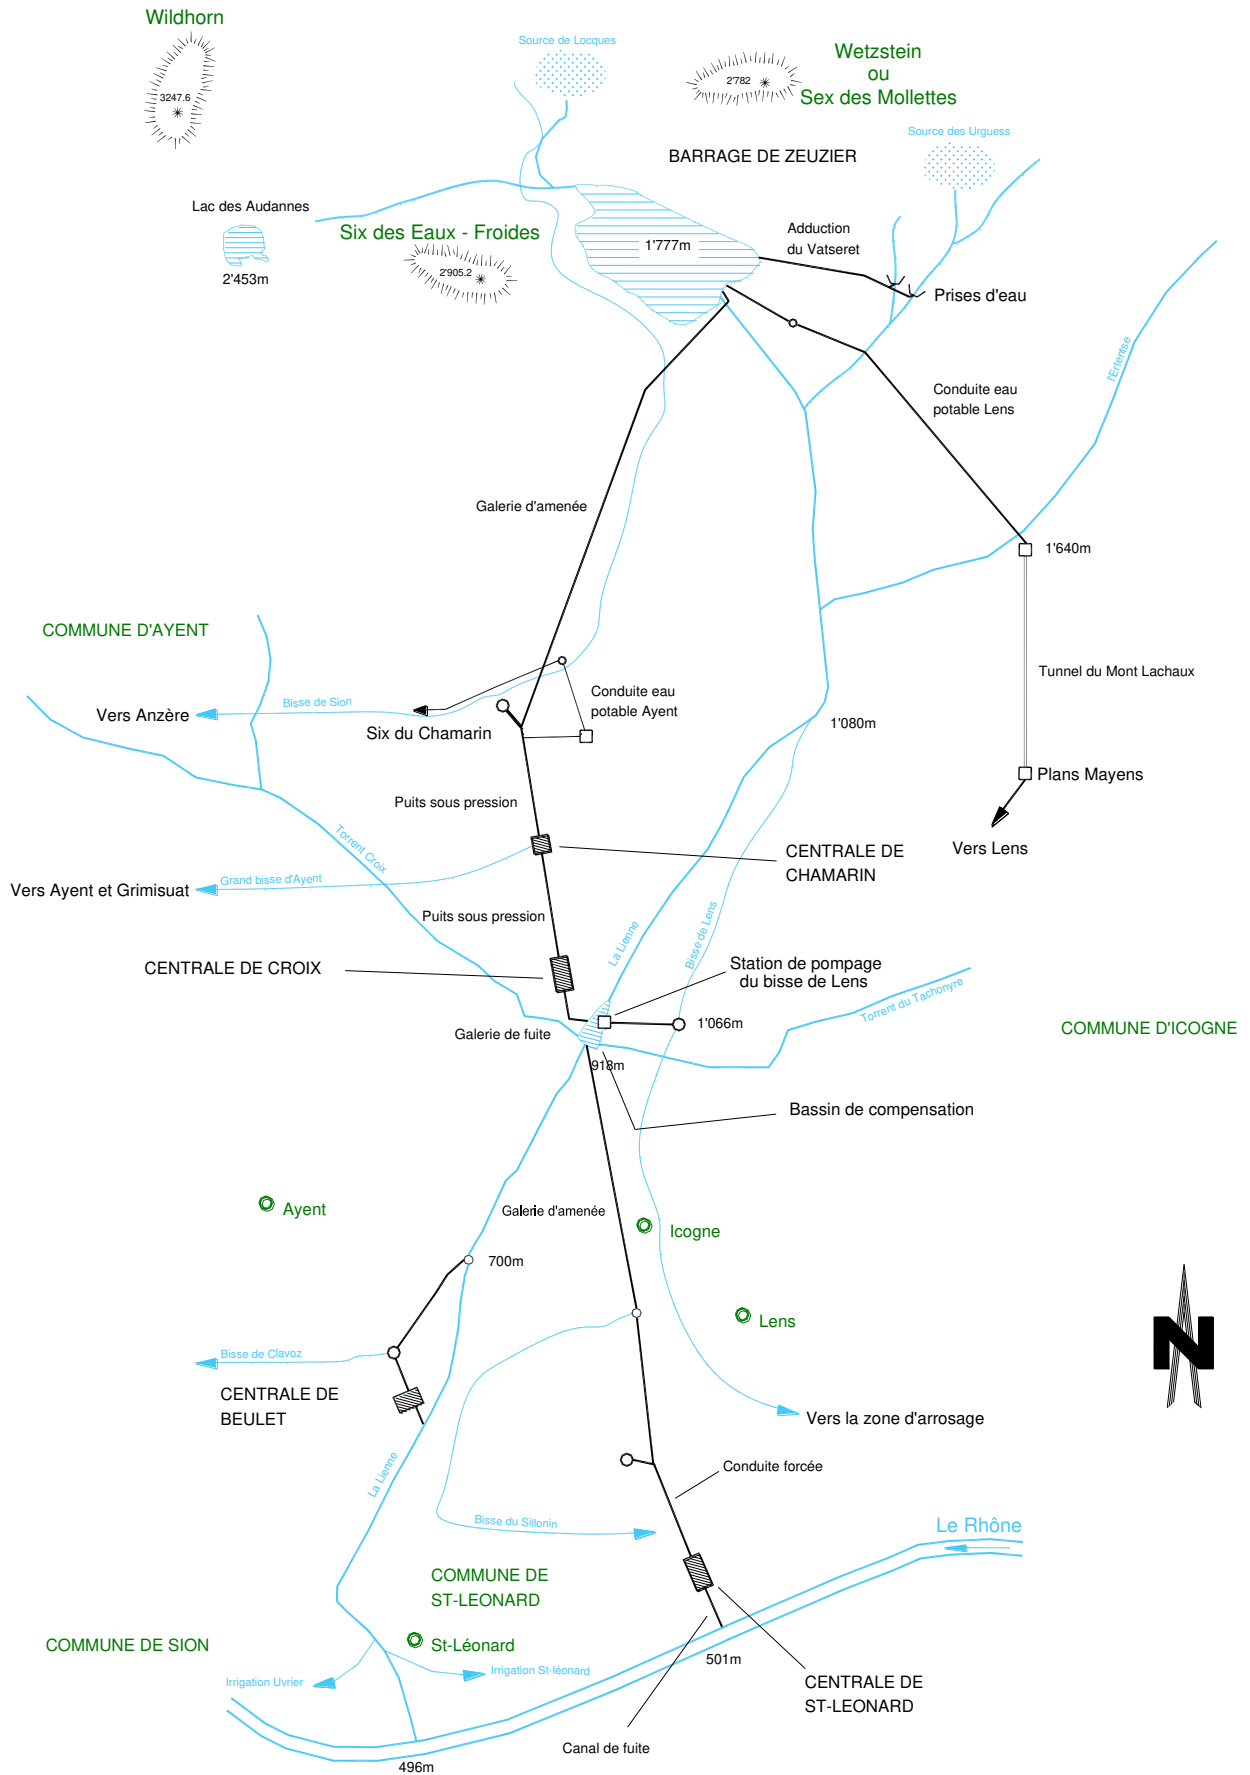 Wildhorn
3247.6
Source de Locques
Wetzstein
ou
Sex des Mollettes
2'782
Source des Urguess
BARRAGE DE ZEUZIER
Lac des Audannes
2'453m
Six des Eaux - Froides
2'905.2
1'777m
Adduction
du Vatseret
Prises d'eau
l'Ertentse
Conduite eau
potable Lens
Galerie d'amenée
1'640m
COMMUNE D'AYENT
Tunnel du Mont Lachaux
Bisse de Sion
Vers Anzère
Conduite eau
potable Ayent
Six du Chamarin
1'080m
Plans Mayens
Puits sous pression
Torrent Croix
Vers Lens
CENTRALE DE
CHAMARIN
Grand bisse d'Ayent
Vers Ayent et Grimisuat
Puits sous pression
La Lienne
Bisse de Lens
CENTRALE DE CROIX
Station de pompage
du bisse de Lens
Torrent du Tachonyre
Galerie de fuite
1'066m
COMMUNE D'ICOGNE
918m
Bassin de compensation
Ayent
Galerie d'amenée
Icogne
700m
Lens
Bisse de Clavoz
CENTRALE DE
BEULET
N
Vers la zone d'arrosage
La Lienne
Conduite forcée
Bisse du Sillonin
Le Rhône
COMMUNE DE
ST-LEONARD
COMMUNE DE SION
St-Léonard
501m
Irrigation Uvrier
Irrigation St-léonard
CENTRALE DE
ST-LEONARD
Canal de fuite
496m